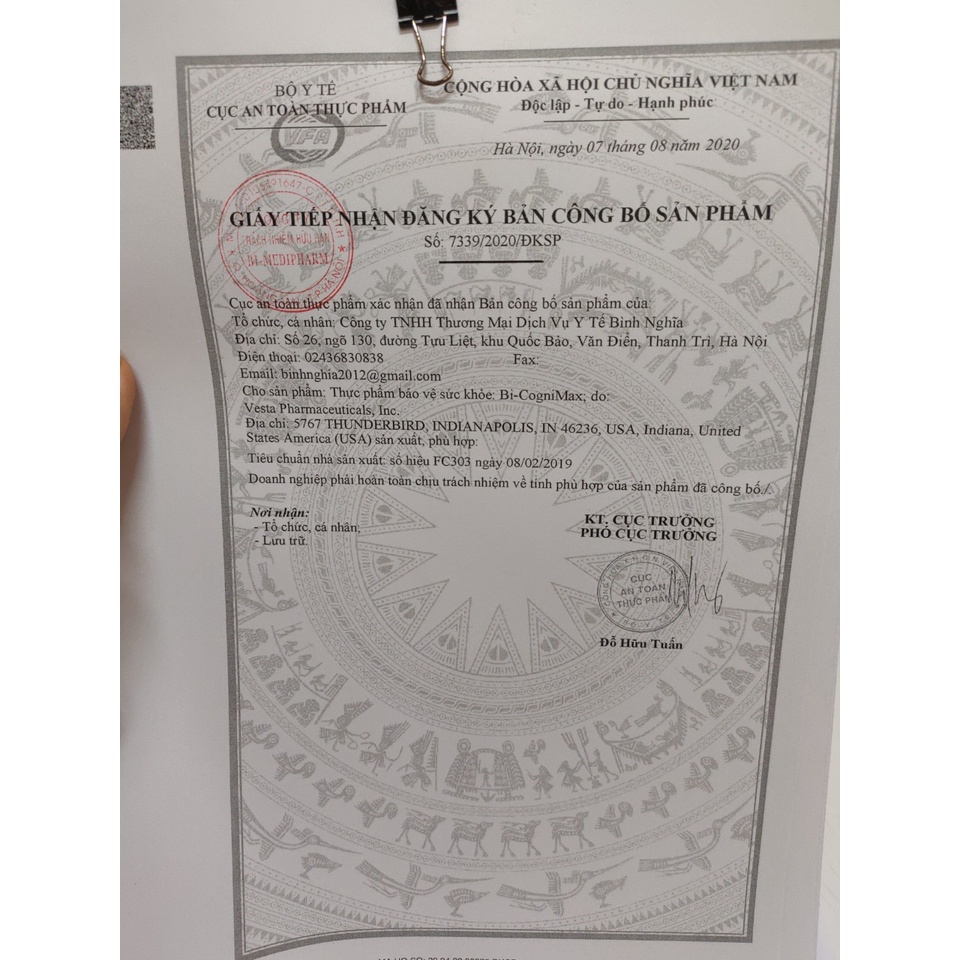 BỘ Y TẾ
CỤC AN TOÀN THỰC PHẨM
VFA
CỘNG HÒA XÃ HỘI CHỦ NGHĨA VIỆT NAM
Độc lập - Tự do - Hạnh phúc
Hà Nội, ngày 07 tháng 08 năm 2020
BI-MEDIPHARM
GIẤY TIẾP NHẬN ĐĂNG KÝ BẢN CÔNG BỐ SẢN PHẨM
Số: 7339/2020/ĐKSP
Cục an toàn thực phẩm xác nhận đã nhận Bản công bố sản phẩm của:
Tổ chức, cá nhân: Công ty TNHH Thương Mại Dịch Vụ Y Tế Bình Nghĩa
Địa chỉ: Số 26, ngõ 130, đường Tựu Liệt, khu Quốc Bảo, Văn Điển, Thanh Trì, Hà Nội
Điện thoại: 02436830838 Fax:
Email: binhnghia2012@gmail.com
Cho sản phẩm: Thực phẩm bảo vệ sức khỏe: Bi-CogniMax; do:
Vesta Pharmaceuticals, Inc.
Địa chỉ: 5767 THUNDERBIRD, INDIANAPOLIS, IN 46236, USA, Indiana, United
States America (USA) sản xuất, phù hợp:
Tiêu chuẩn nhà sản xuất: số hiệu FC303 ngày 08/02/2019
Doanh nghiệp phải hoàn toàn chịu trách nhiệm về tính phù hợp của sản phẩm đã công bố./.
Nơi nhận:
- Tổ chức, cá nhân;
- Lưu trữ.
KT. CỤC TRƯỞNG
PHÓ CỤC TRƯỞNG
CỤC
AN TOÀN
THỰC PHẨM
Đỗ Hữu Tuấn